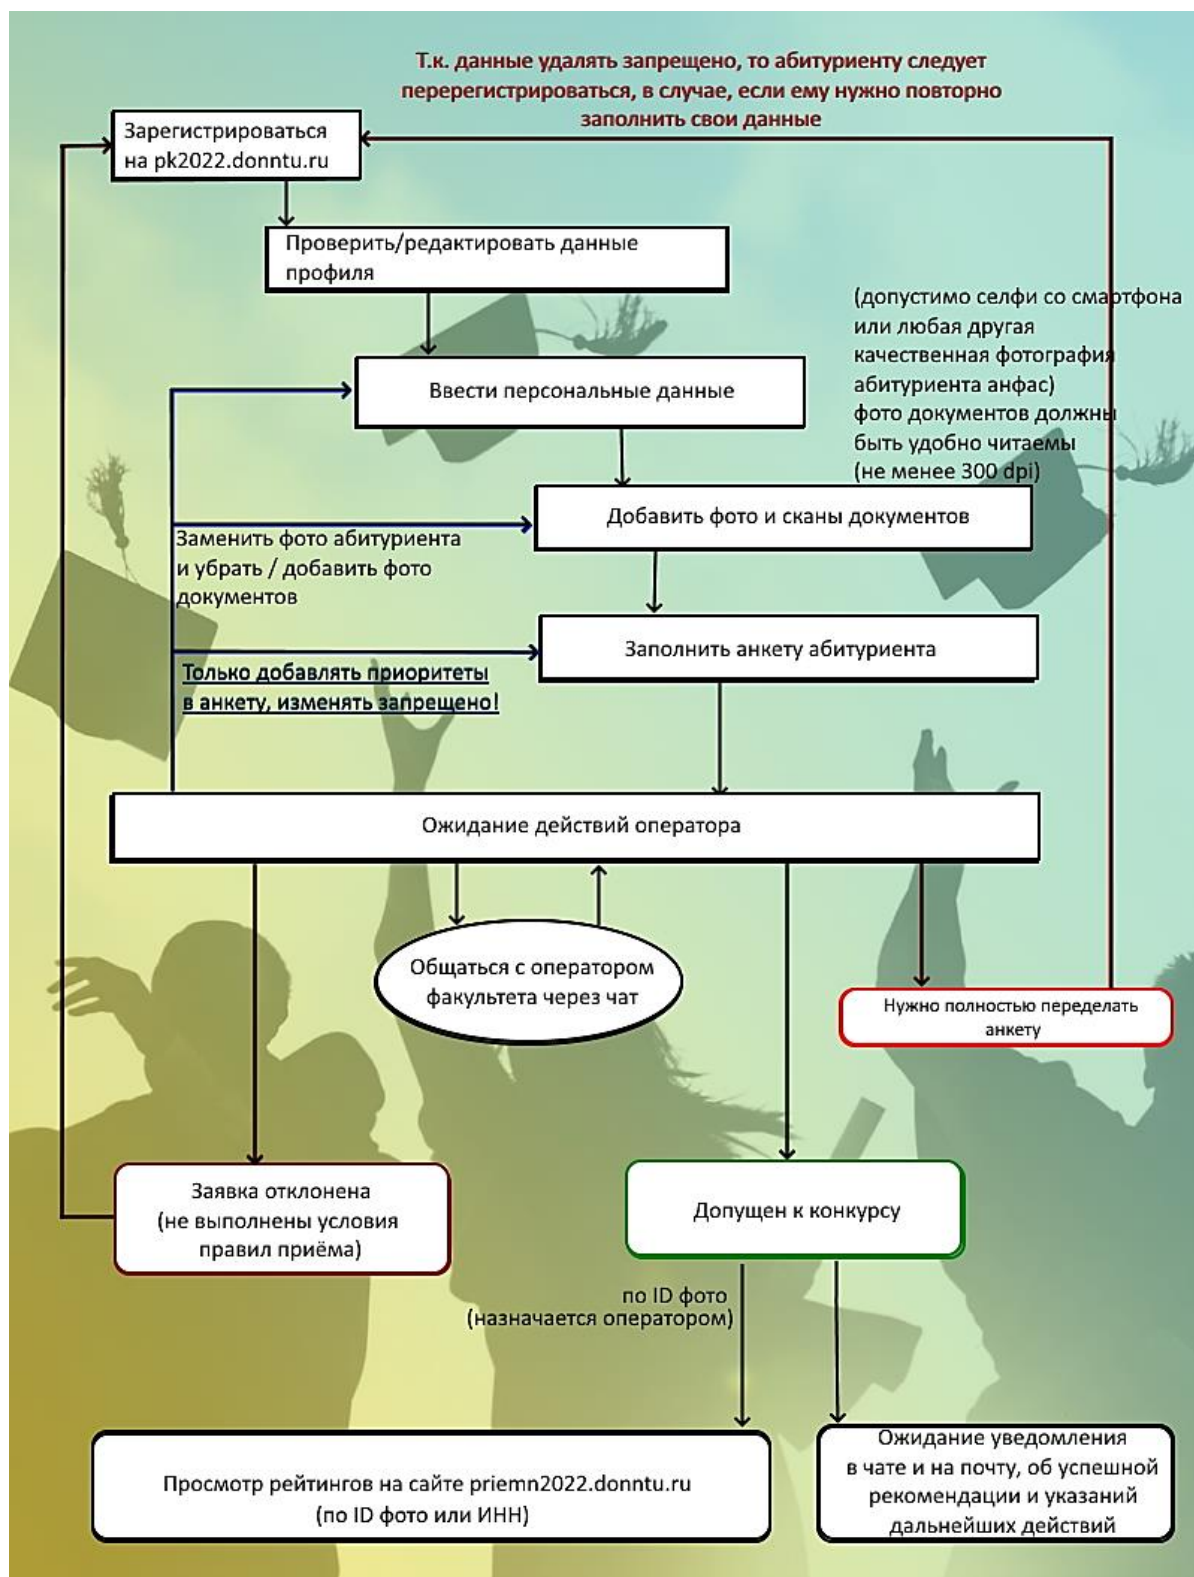 Т.к. данные удалять запрещено, то абитуриенту следует
перерегистрироваться, в случае, если ему нужно повторно
заполнить свои данные
Зарегистрироваться
на pk2022.donntu.ru
Проверить/редактировать данные
профиля
(допустимо селфи со смартфона
или любая другая
качественная фотография
абитуриента анфас)
фото документов должны
быть удобно читаемы
(не менее 300 dpi)
Ввести персональные данные
Добавить фото и сканы документов
Заменить фото абитуриента
и убрать / добавить фото
документов
Заполнить анкету абитуриента
Только добавлять приоритеты
в анкету, изменять запрещено!
Ожидание действий оператора
Общаться с оператором
факультета через чат
Нужно полностью переделать
анкету
Заявка отклонена
(не выполнены условия
правил приёма)
Допущен к конкурсу
по ID фото
(назначается оператором)
Просмотр рейтингов на сайте priemn2022.donntu.ru
(по ID фото или ИНН)
Ожидание уведомления
в чате и на почту, об успешной
рекомендации и указаний
дальнейших действий